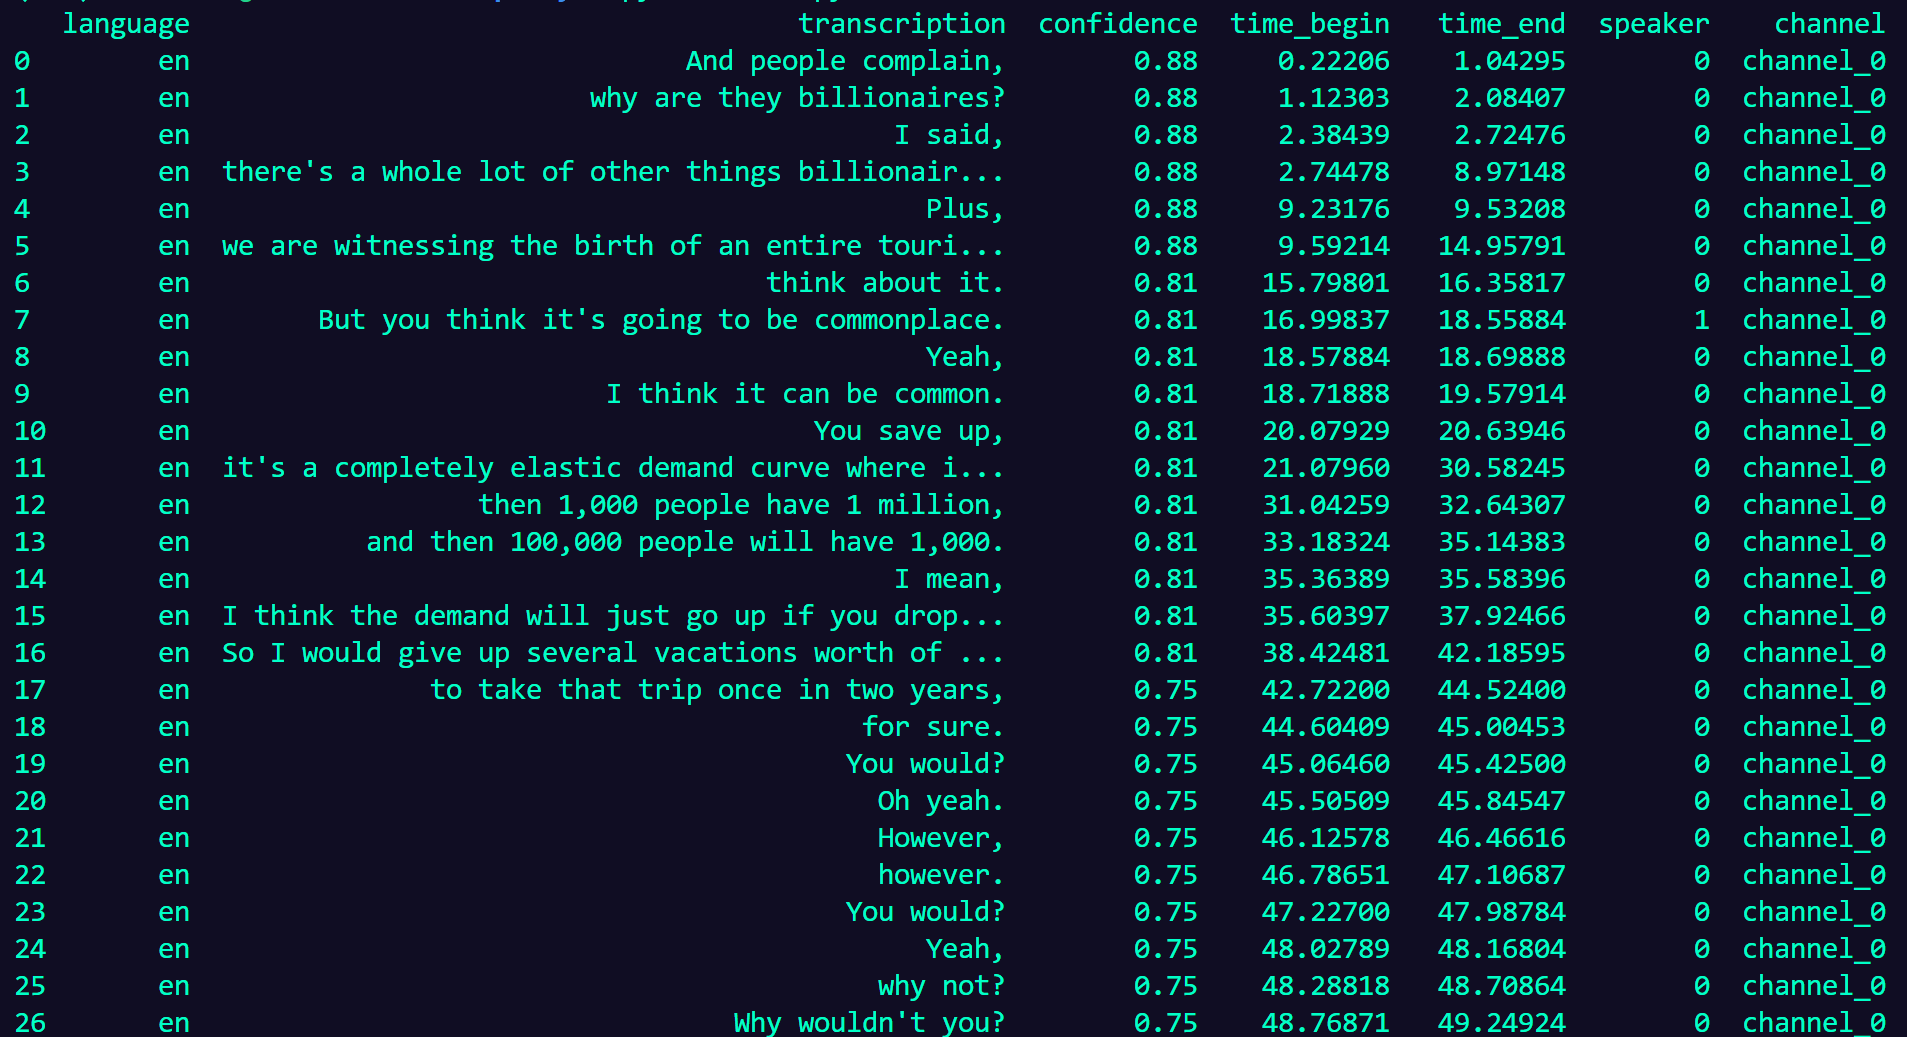 language transcription confidence time_begin time_end speaker channel
0 en And people complain, 0.88 0.22206 1.04295 0 channel_0
1 en why are they billionaires? 0.88 1.12303 2.08407 0 channel_0
2 en I said, 0.88 2.38439 2.72476 0 channel_0
3 en there's a whole lot of other things billionair... 0.88 2.74478 8.97148 0 channel_0
4 en Plus, 0.88 9.23176 9.53208 0 channel_0
5 en we are witnessing the birth of an entire touri... 0.88 9.59214 14.95791 0 channel_0
6 en think about it. 0.81 15.79801 16.35817 0 channel_0
7 en But you think it's going to be commonplace. 0.81 16.99837 18.55884 1 channel_0
8 en Yeah, 0.81 18.57884 18.69888 0 channel_0
9 en I think it can be common. 0.81 18.71888 19.57914 0 channel_0
10 en You save up, 0.81 20.07929 20.63946 0 channel_0
11 en it's a completely elastic demand curve where i... 0.81 21.07960 30.58245 0 channel_0
12 en then 1,000 people have 1 million, 0.81 31.04259 32.64307 0 channel_0
13 en and then 100,000 people will have 1,000. 0.81 33.18324 35.14383 0 channel_0
14 en I mean, 0.81 35.36389 35.58396 0 channel_0
15 en I think the demand will just go up if you drop... 0.81 35.60397 37.92466 0 channel_0
16 en So I would give up several vacations worth of ... 0.81 38.42481 42.18595 0 channel_0
17 en to take that trip once in two years, 0.75 42.72200 44.52400 0 channel_0
18 en for sure. 0.75 44.60409 45.00453 0 channel_0
19 en You would? 0.75 45.06460 45.42500 0 channel_0
20 en Oh yeah. 0.75 45.50509 45.84547 0 channel_0
21 en However, 0.75 46.12578 46.46616 0 channel_0
22 en however. 0.75 46.78651 47.10687 0 channel_0
23 en You would? 0.75 47.22700 47.98784 0 channel_0
24 en Yeah, 0.75 48.02789 48.16804 0 channel_0
25 en why not? 0.75 48.28818 48.70864 0 channel_0
26 en Why wouldn't you? 0.75 48.76871 49.24924 0 channel_0